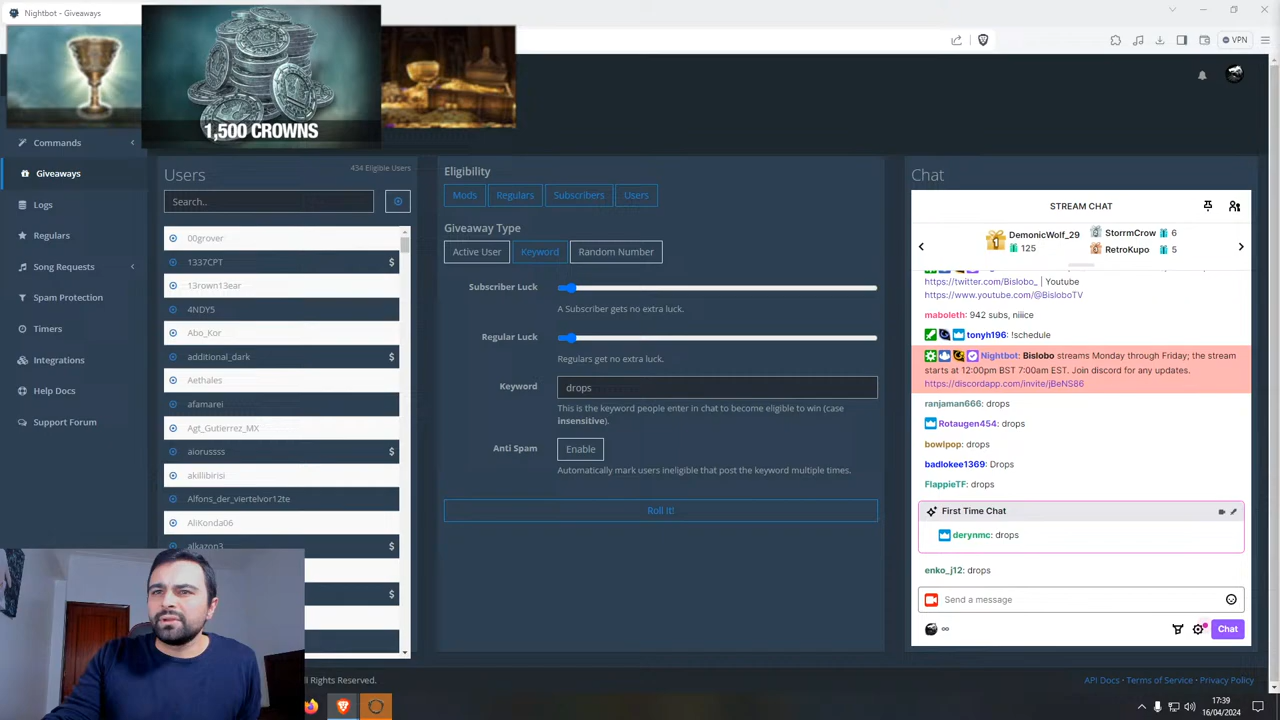 Nightbot - Giveaways
VPN
1,500 CROWNS
Commands
Giveaways
Logs
Regulars
Song Requests
Spam Protection
Timers
Integrations
Help Docs
Support Forum
Users
434 Eligible Users
Search..
00grover
1337CPT $
13rown13ear
4NDY5
Abo_Kor
additional_dark $
Aethales
afamarei
Agt_Gutierrez_MX
aiorussss $
akillibirisi
Alfons_der_viertelvor12te
AliKonda06
alkazon3 $
$
Eligibility
Mods Regulars Subscribers Users
Giveaway Type
Active User Keyword Random Number
Subscriber Luck
A Subscriber gets no extra luck.
Regular Luck
Regulars get no extra luck.
Keyword drops
This is the keyword people enter in chat to become eligible to win (case
insensitive).
Anti Spam Enable
Automatically mark users ineligible that post the keyword multiple times.
Roll It!
Chat
STREAM CHAT
DemonicWolf_29
125
StorrmCrow 6
RetroKupo 5
https://twitter.com/Bislobo_ | Youtube
https://www.youtube.com/@BisloboTV
maboleth: 942 subs, niiice
tonyh196: !schedule
Nightbot: Bislobo streams Monday through Friday; the stream
starts at 12:00pm BST 7:00am EST. Join discord for any updates.
https://discordapp.com/invite/jBeNS86
ranjaman666: drops
Rotaugen454: drops
bowlpop: drops
badlokee1369: Drops
FlappieTF: drops
First Time Chat
derynmc: drops
enko_j12: drops
Send a message
∞
Chat
ll Rights Reserved.
API Docs • Terms of Service • Privacy Policy
17:39
16/04/2024